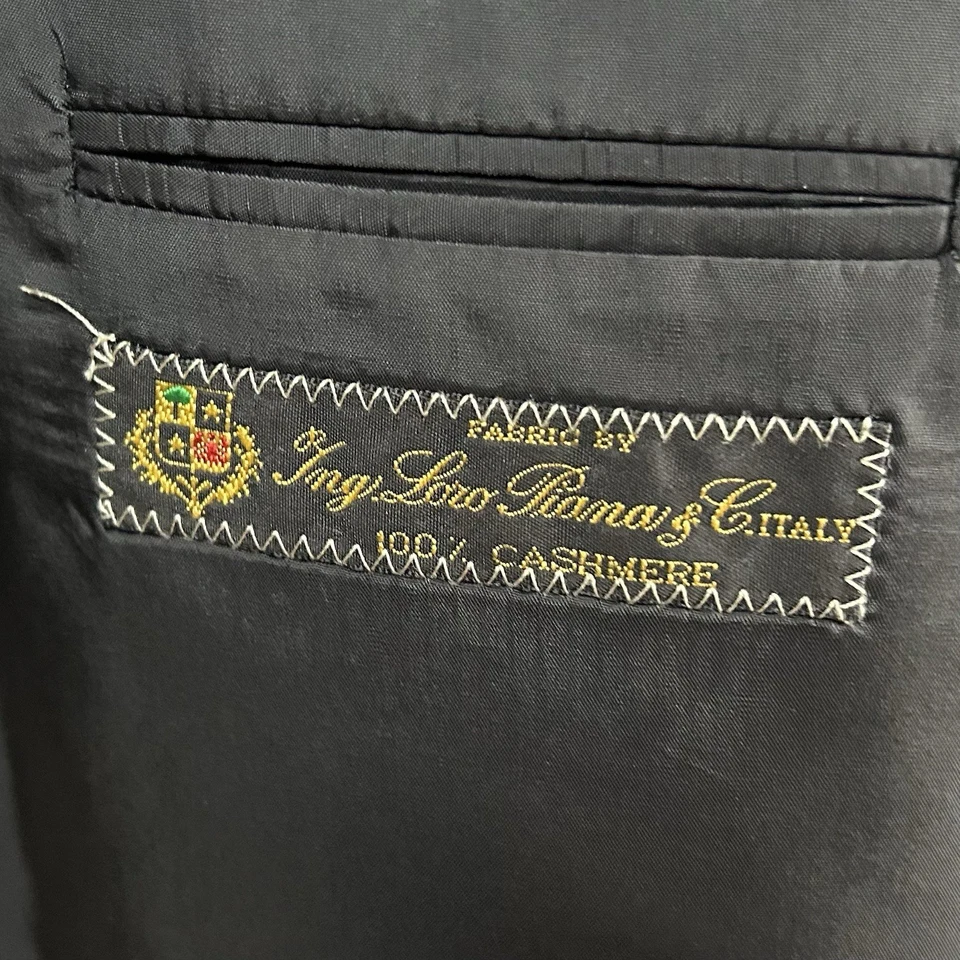 FABRIC BY
Ing. Loro Piana & C. ITALY
100% CASHMERE